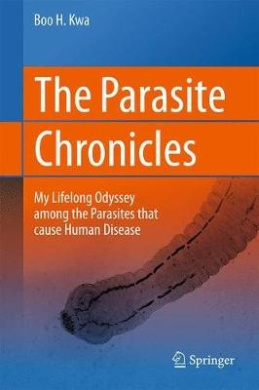 Boo H. Kwa
The Parasite
Chronicles
My Lifelong Odyssey
among the Parasites that
cause Human Disease
Springer